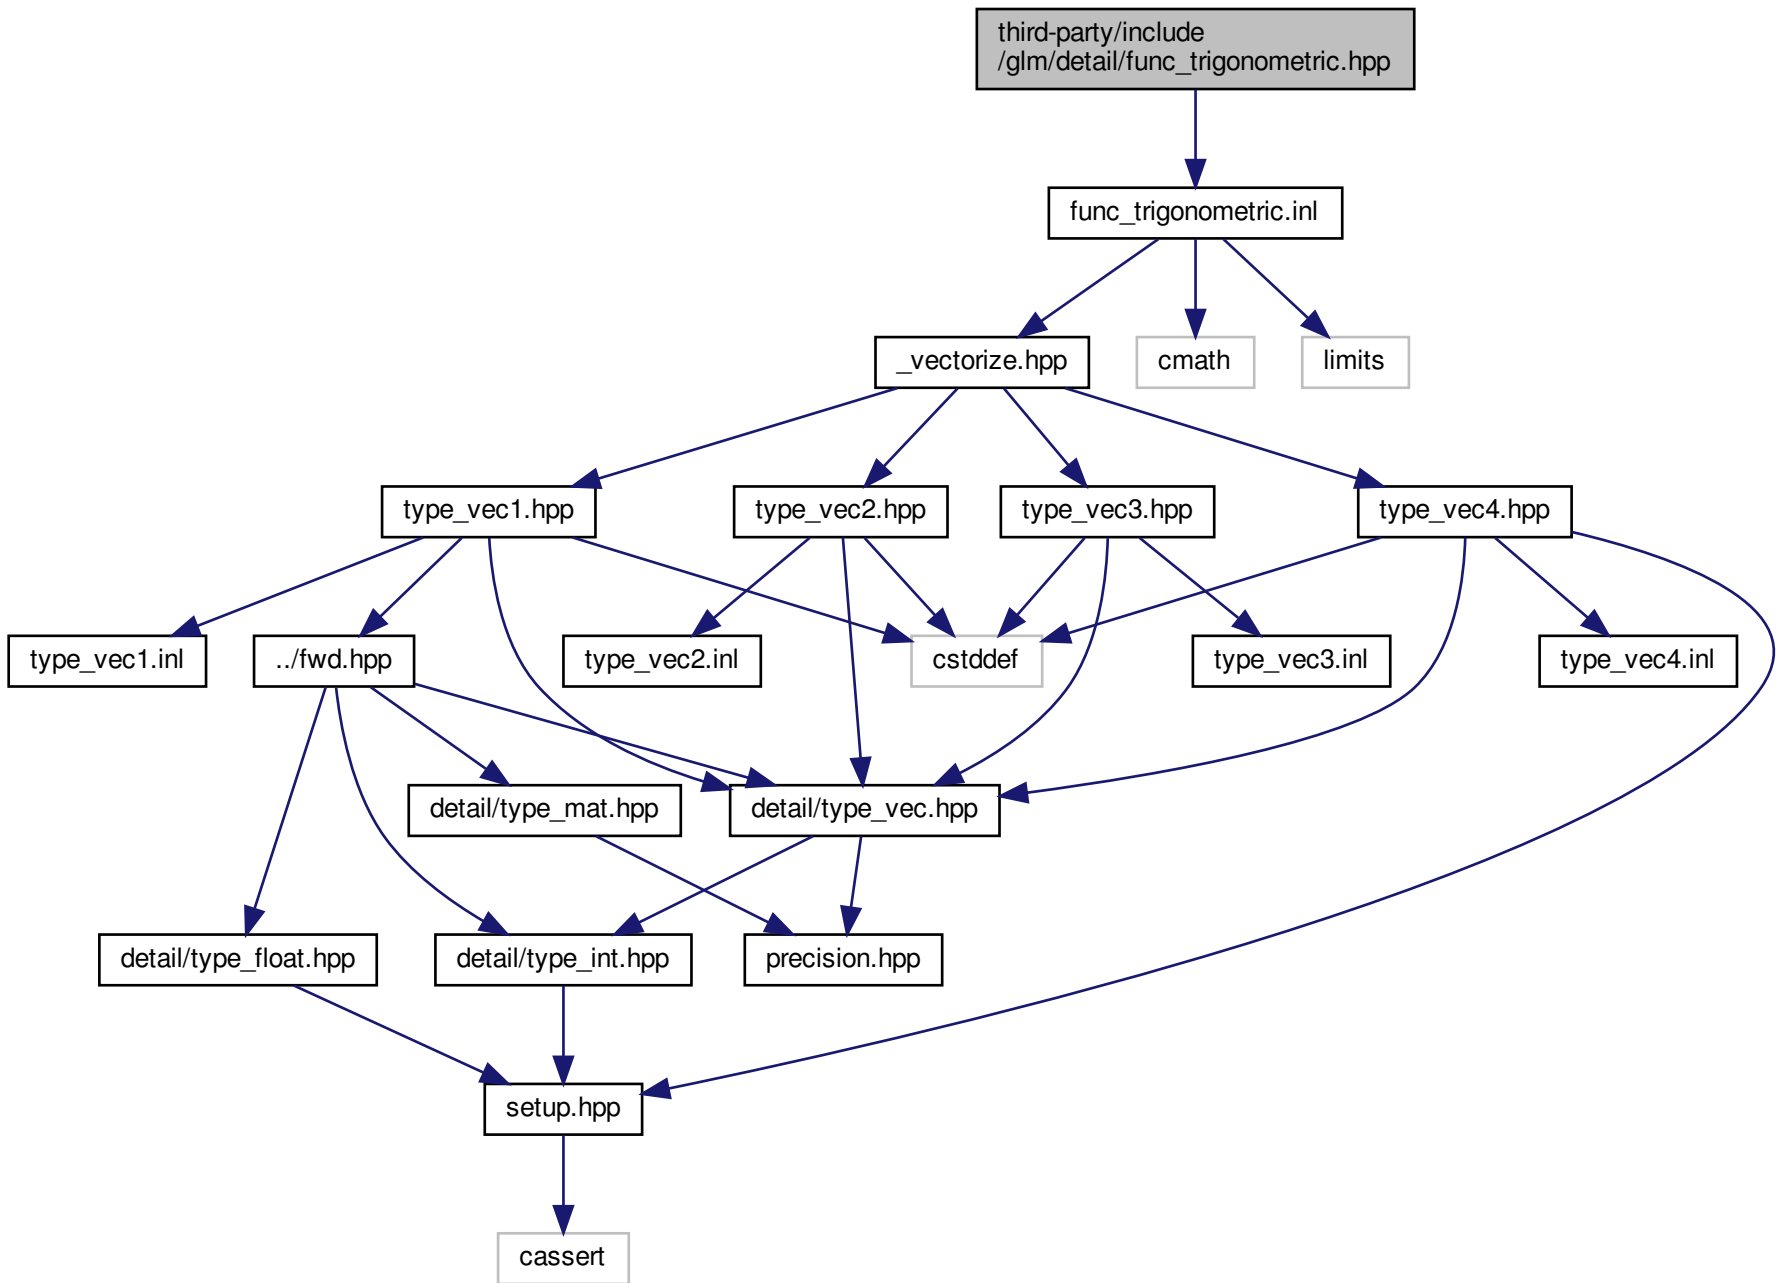 third-party/include
/glm/detail/func_trigonometric.hpp
func_trigonometric.inl
_vectorize.hpp
cmath
limits
type_vec1.hpp
type_vec2.hpp
type_vec3.hpp
type_vec4.hpp
type_vec1.inl
../fwd.hpp
type_vec2.inl
cstddef
type_vec3.inl
type_vec4.inl
detail/type_mat.hpp
detail/type_vec.hpp
detail/type_float.hpp
detail/type_int.hpp
precision.hpp
setup.hpp
cassert